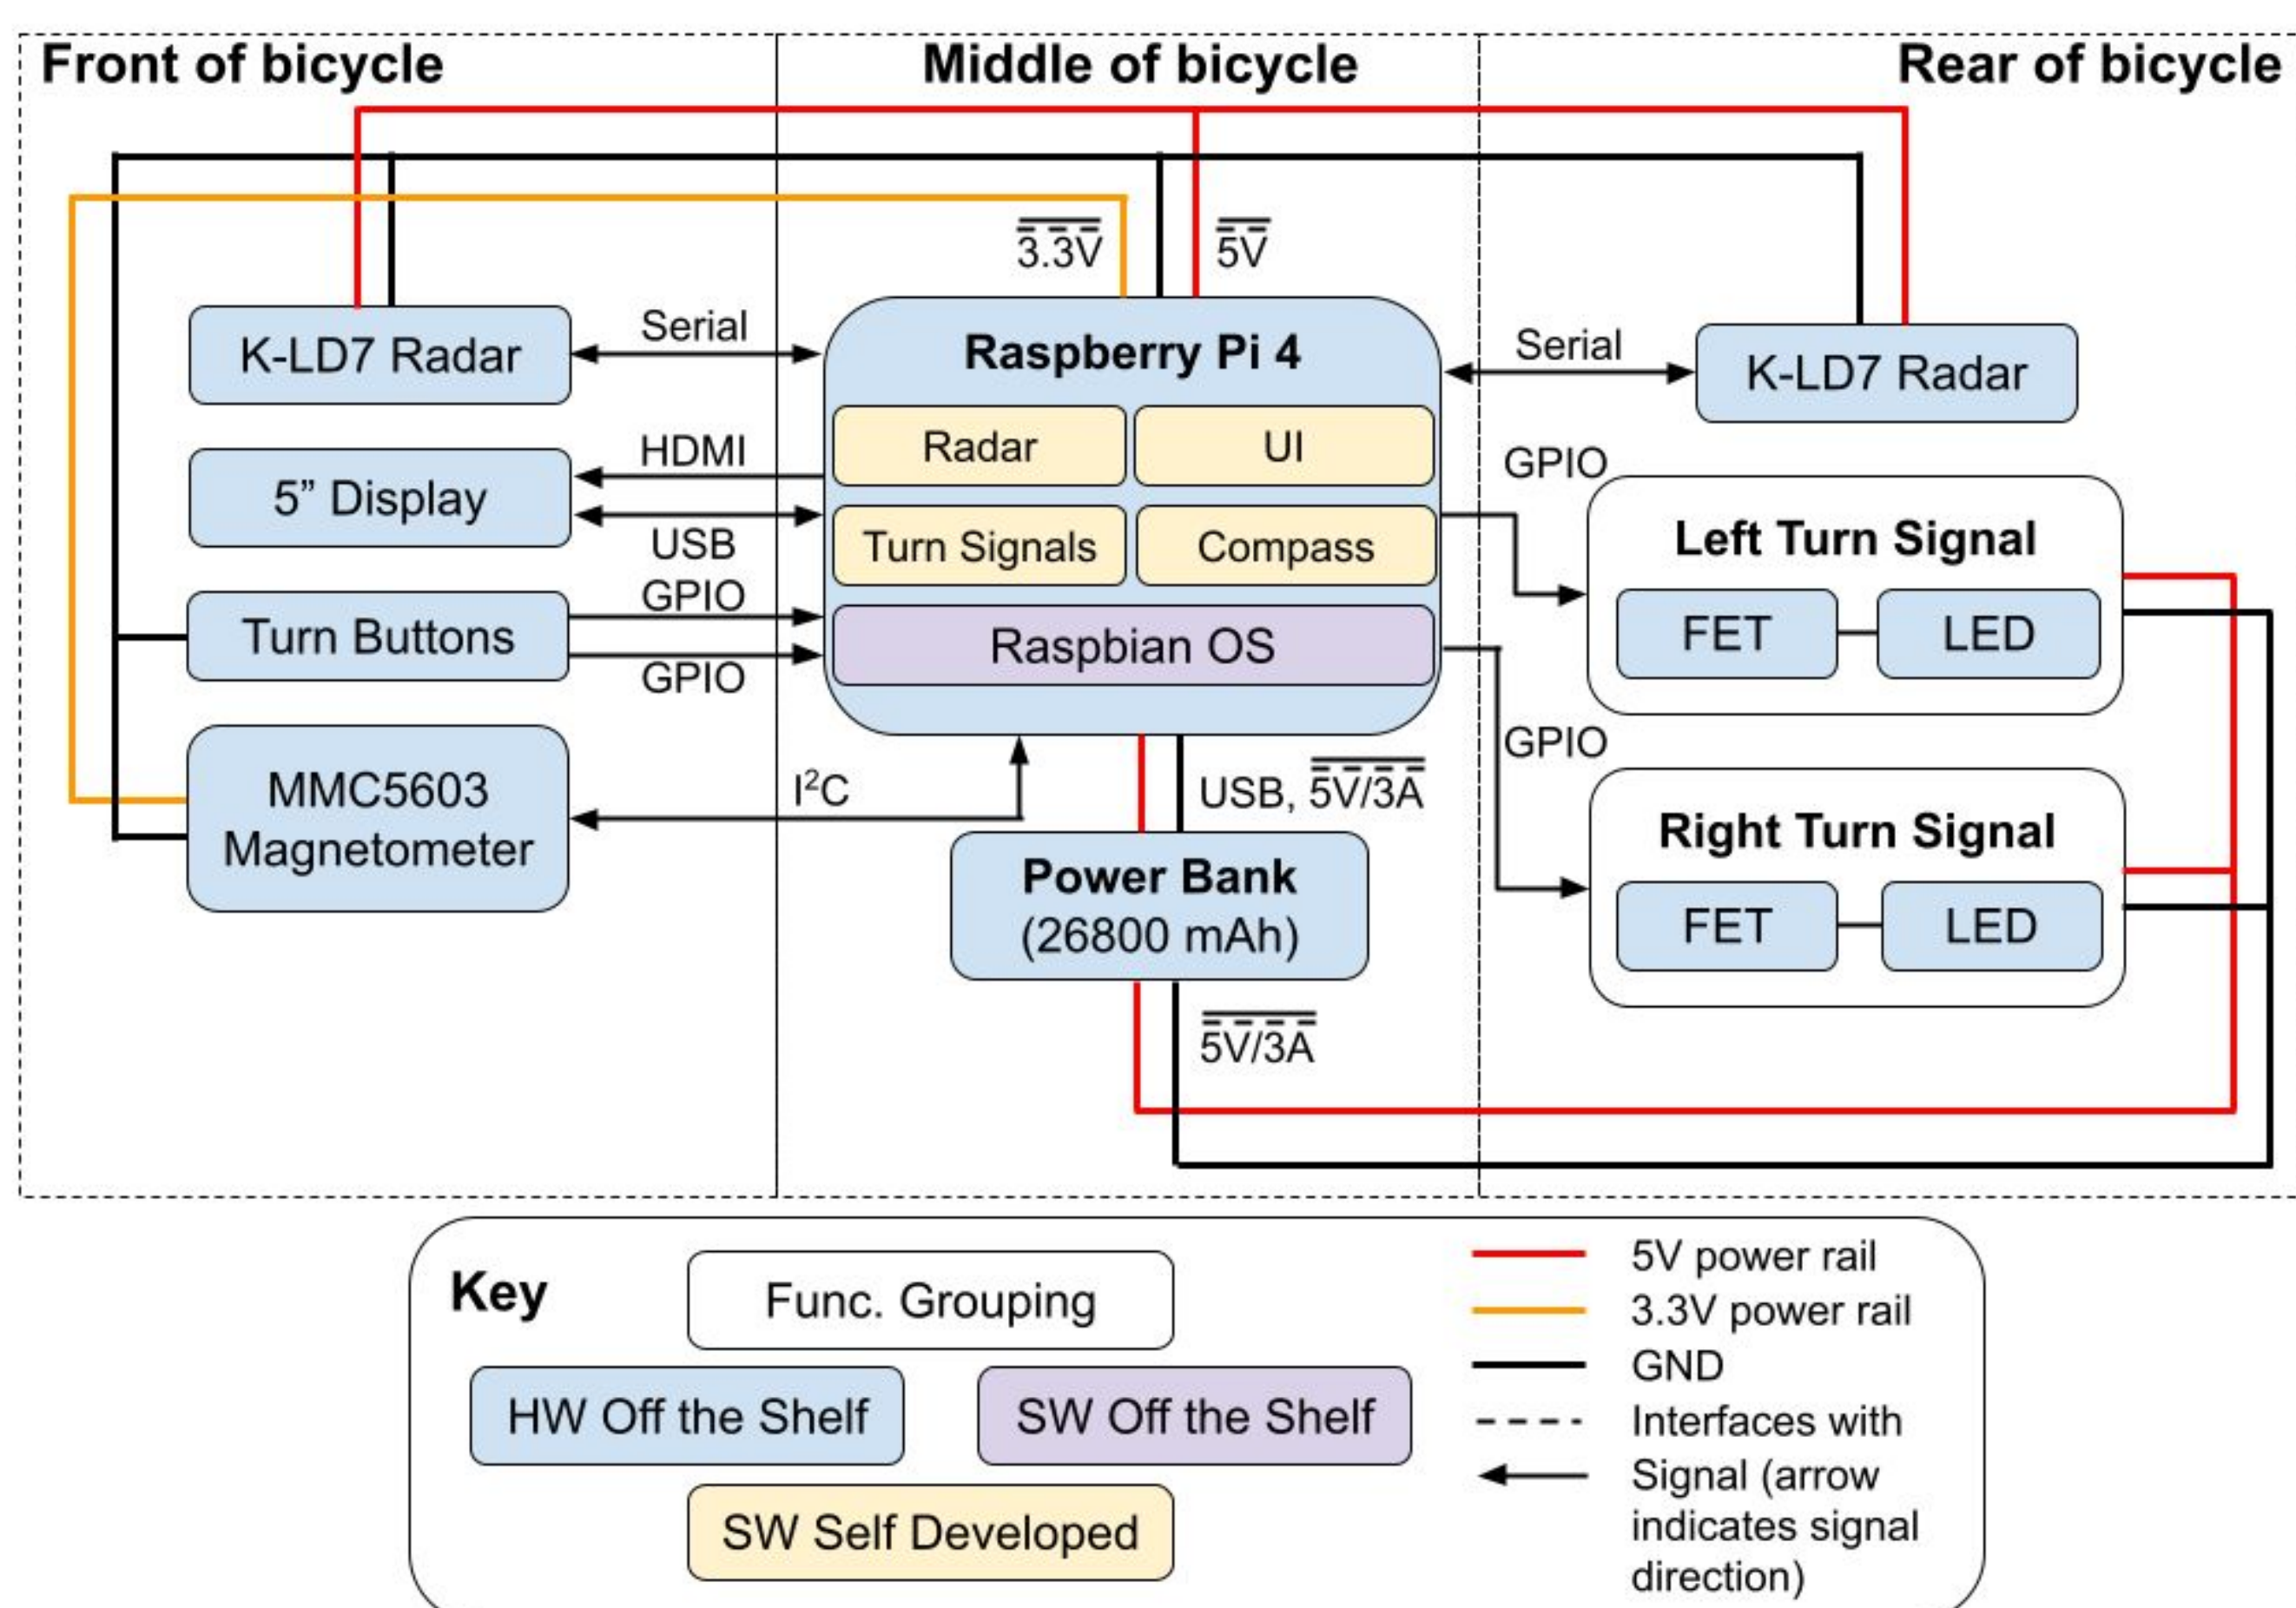 Front of bicycle
Middle of bicycle
Rear of bicycle
3.3V
5V
K-LD7 Radar
Serial
Raspberry Pi 4
Serial
K-LD7 Radar
5” Display
HDMI
USB
Radar
UI
Turn Signals
Compass
Raspbian OS
GPIO
Left Turn Signal
FET
LED
Turn Buttons
GPIO
GPIO
GPIO
Right Turn Signal
FET
LED
MMC5603
Magnetometer
I²C
USB, 5V/3A
Power Bank
(26800 mAh)
5V/3A
Key
Func. Grouping
HW Off the Shelf
SW Off the Shelf
SW Self Developed
5V power rail
3.3V power rail
GND
Interfaces with
Signal (arrow
indicates signal
direction)